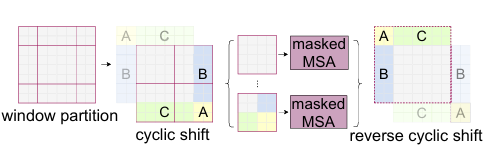 A C
B
B
C A
window partition
cyclic shift
masked
MSA
...
masked
MSA
A C
B
B
C A
reverse cyclic shift